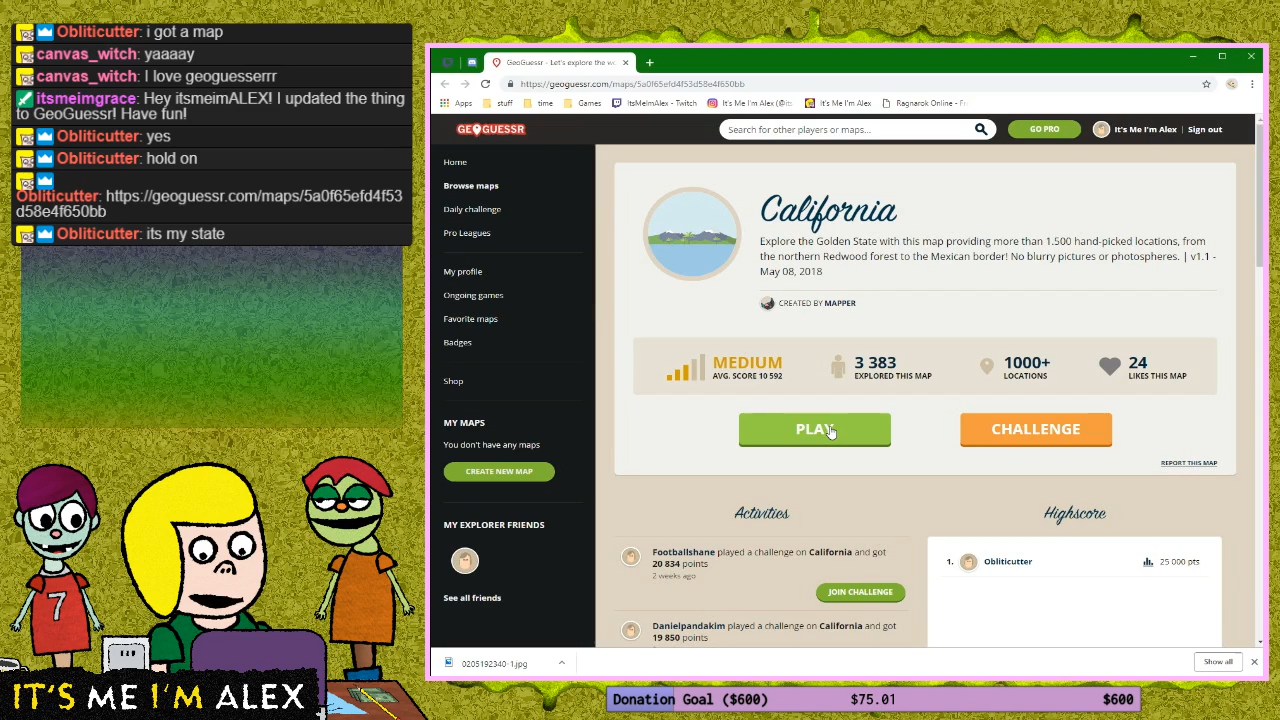 Obliticutter: i got a map
canvas_witch: yaaaay
canvas_witch: I love geoguesserrr
itsmeimgrace: Hey itsmeimALEX! I updated the thing
to GeoGuessr! Have fun!
Obliticutter: yes
Obliticutter: hold on
Obliticutter: https://geoguessr.com/maps/5a0f65efd4f53
d58e4f650bb
Obliticutter: its my state
7
IT'S ME I'M ALEX
GeoGuessr - Let's explore the wo
https://geoguessr.com/maps/5a0f65efd4f53d58e4f650bb
Apps stuff time Games ItsMeImAlex - Twitch It's Me I'm Alex (@its It's Me I'm Alex Ragnarok Online - Fri
GEOGUESSR
Search for other players or maps...
GO PRO
It's Me I'm Alex | Sign out
Home
Browse maps
Daily challenge
Pro Leagues
My profile
Ongoing games
Favorite maps
Badges
Shop
MY MAPS
You don't have any maps
CREATE NEW MAP
MY EXPLORER FRIENDS
See all friends
California
Explore the Golden State with this map providing more than 1.500 hand-picked locations, from
the northern Redwood forest to the Mexican border! No blurry pictures or photospheres. | v1.1 -
May 08, 2018
CREATED BY MAPPER
MEDIUM
AVG. SCORE 10 592
3 383
EXPLORED THIS MAP
1000+
LOCATIONS
24
LIKES THIS MAP
PLAY
CHALLENGE
REPORT THIS MAP
Activities
Footballshane played a challenge on California and got
20 834 points
2 weeks ago
JOIN CHALLENGE
Danielpandakim played a challenge on California and got
19 850 points
Highscore
1. Obliticutter 25 000 pts
0205192340-1.jpg
Show all
Donation Goal ($600) $75.01 $600